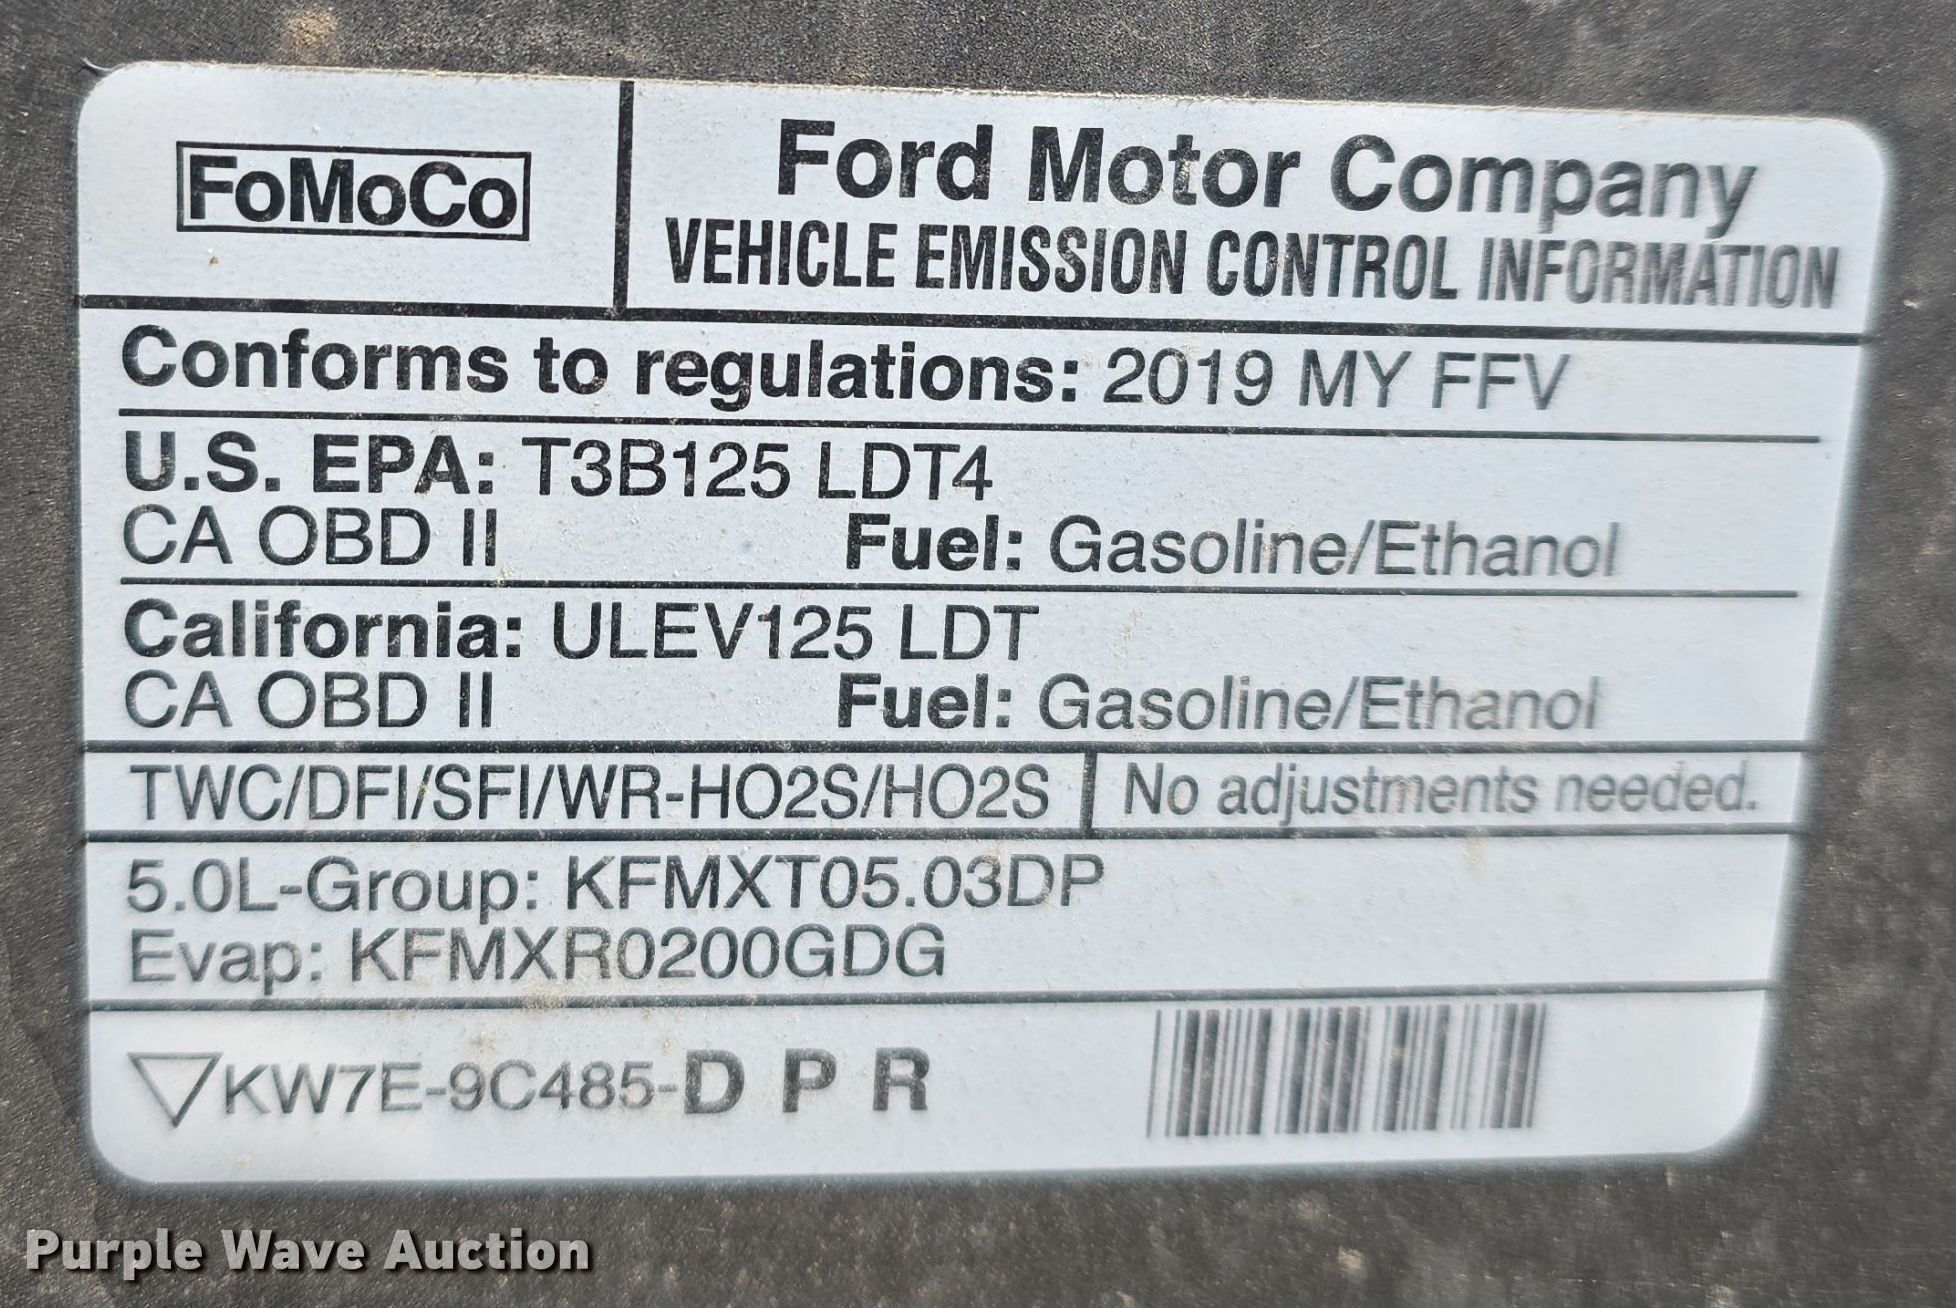 FoMoCo
Ford Motor Company
VEHICLE EMISSION CONTROL INFORMATION
Conforms to regulations: 2019 MY FFV
U.S. EPA: T3B125 LDT4
CA OBD II Fuel: Gasoline/Ethanol
California: ULEV125 LDT
CA OBD II Fuel: Gasoline/Ethanol
TWC/DFI/SFI/WR-HO2S/HO2S No adjustments needed.
5.0L-Group: KFMXT05.03DP
Evap: KFMXR0200GDG
KW7E-9C485-D P R
Purple Wave Auction